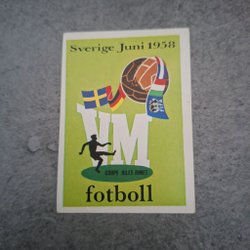 Sverige Juni 1958
VM
COUPE JULES RIMET
fotboll